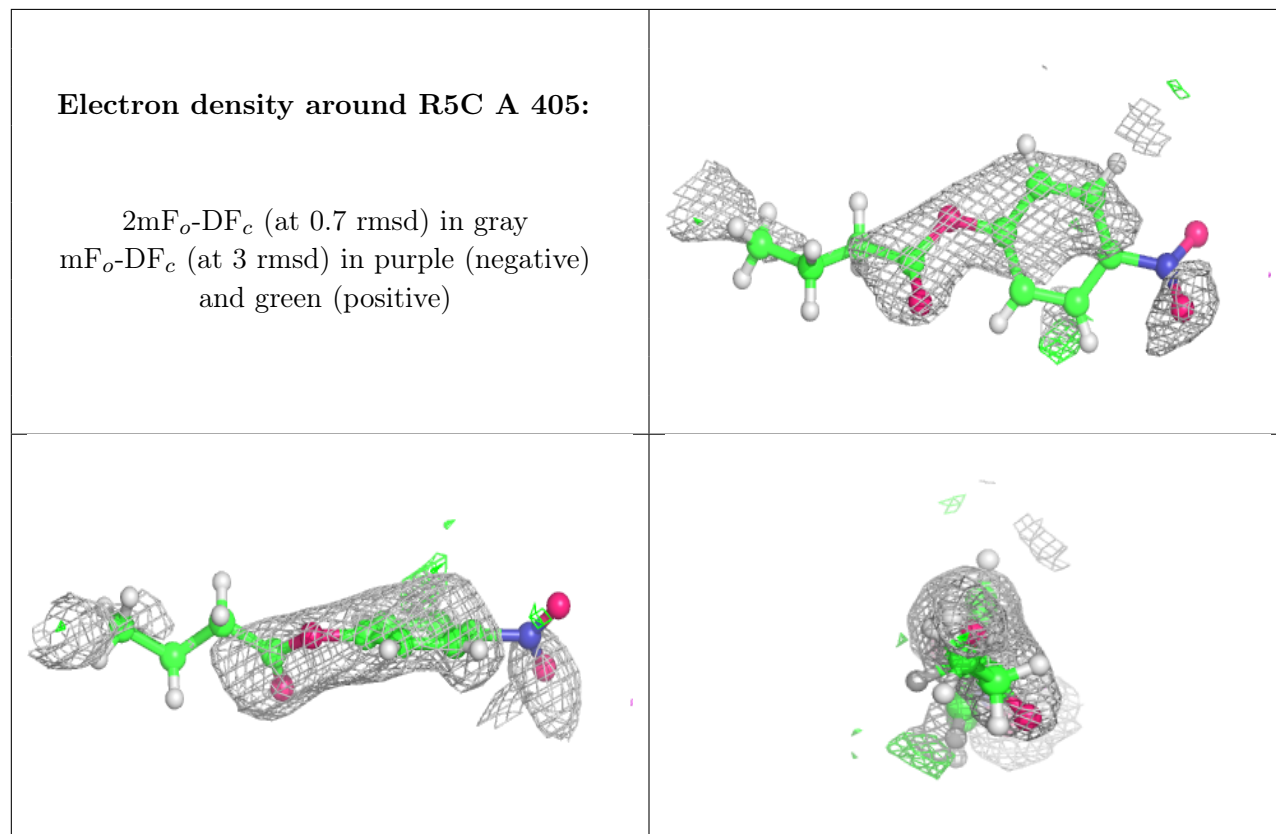 Electron density around R5C A 405:
2mFo-DFc (at 0.7 rmsd) in gray
mFo-DFc (at 3 rmsd) in purple (negative)
and green (positive)